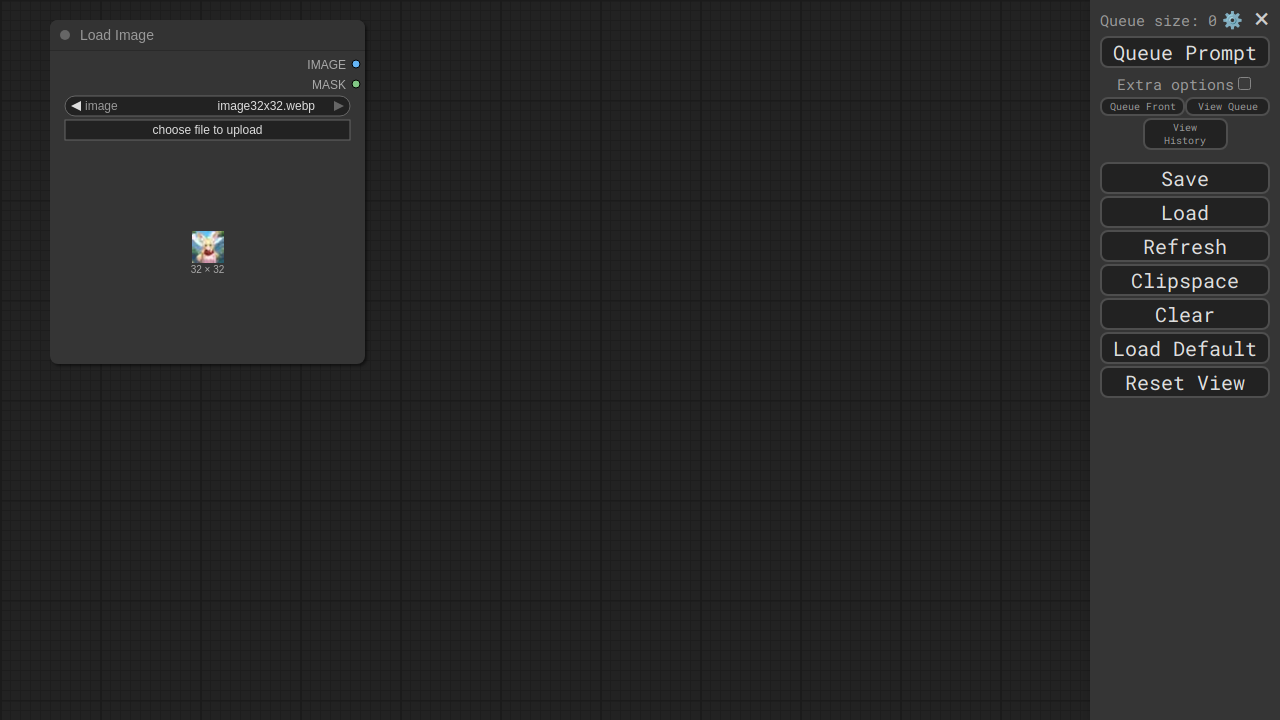 Load Image
IMAGE
MASK
image image32x32.webp
choose file to upload
32 × 32
Queue size: 0
Queue Prompt
Extra options
Queue Front
View Queue
View
History
Save
Load
Refresh
Clipspace
Clear
Load Default
Reset View